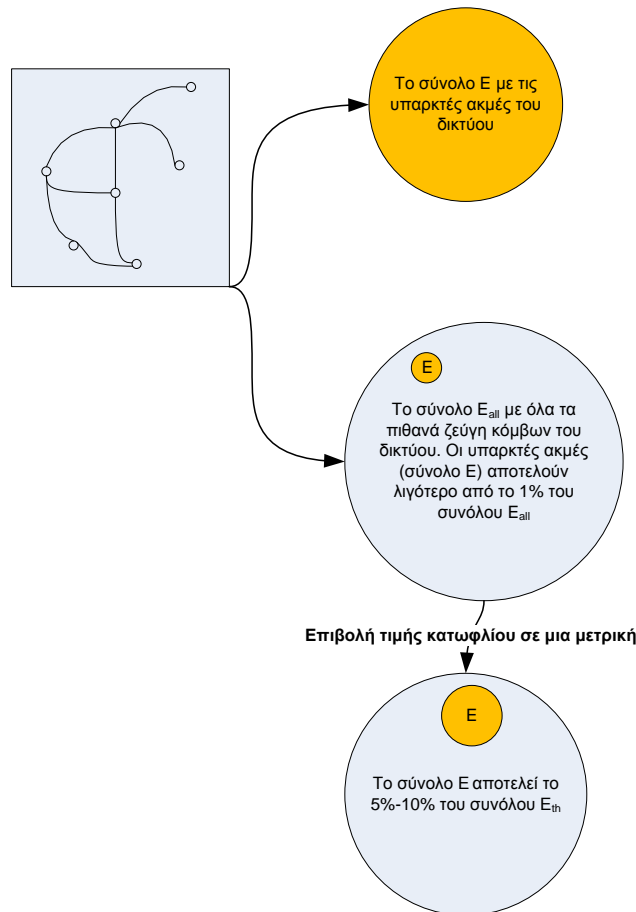 Το σύνολο Ε με τις
υπαρκτές ακμές του
δικτύου
E
Το σύνολο Eall με όλα τα
πιθανά ζεύγη κόμβων του
δικτύου. Οι υπαρκτές ακμές
(σύνολο Ε) αποτελούν
λιγότερο από το 1% του
συνόλου Eall
Επιβολή τιμής κατωφλίου σε μια μετρική
E
Το σύνολο Ε αποτελεί το
5%-10% του συνόλου Eth